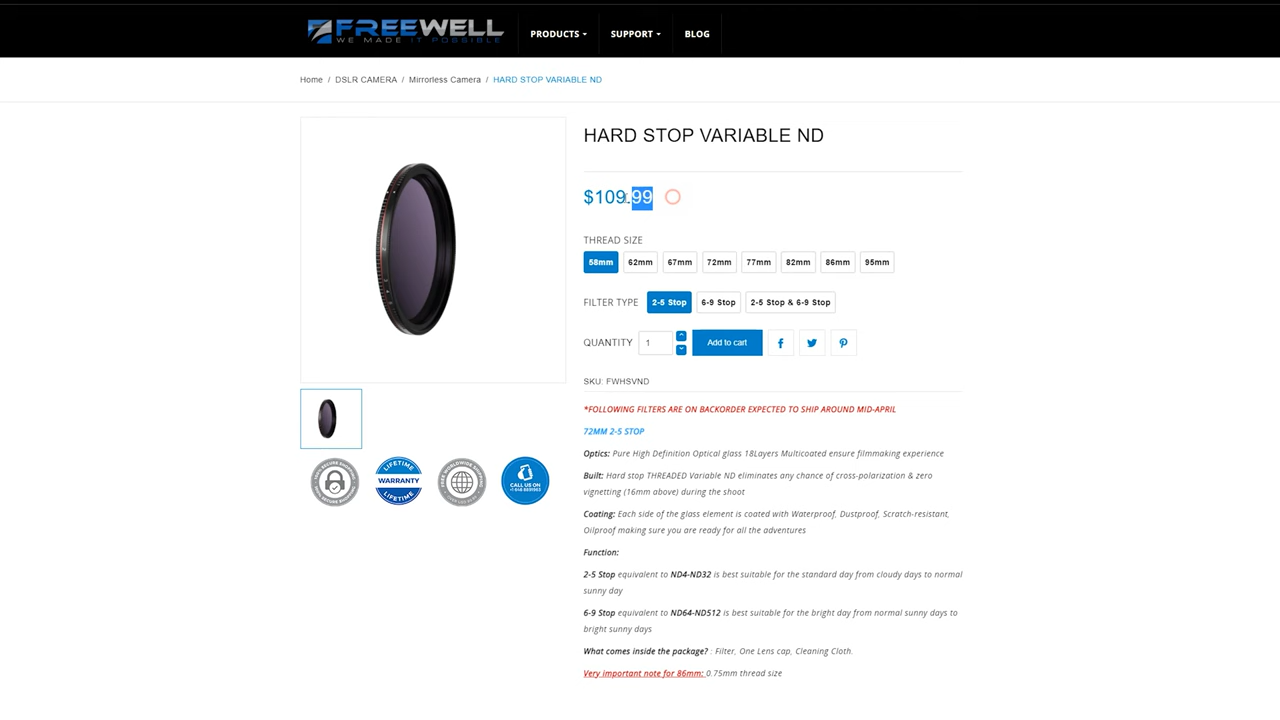 FREEWELL
WE MADE IT POSSIBLE
PRODUCTS
SUPPORT
BLOG
Home / DSLR CAMERA / Mirrorless Camera / HARD STOP VARIABLE ND
HARD STOP VARIABLE ND
$109.99
THREAD SIZE
58mm 62mm 67mm 72mm 77mm 82mm 86mm 95mm
FILTER TYPE 2-5 Stop 6-9 Stop 2-5 Stop & 6-9 Stop
QUANTITY 1 Add to cart
SKU: FWHSVND
*FOLLOWING FILTERS ARE ON BACKORDER EXPECTED TO SHIP AROUND MID-APRIL
72MM 2-5 STOP
Optics: Pure High Definition Optical glass 18Layers Multicoated ensure filmmaking experience
Built: Hard stop THREADED Variable ND eliminates any chance of cross-polarization & zero
vignetting (16mm above) during the shoot
Coating: Each side of the glass element is coated with Waterproof, Dustproof, Scratch-resistant,
Oilproof making sure you are ready for all the adventures
Function:
2-5 Stop equivalent to ND4-ND32 is best suitable for the standard day from cloudy days to normal
sunny day
6-9 Stop equivalent to ND64-ND512 is best suitable for the bright day from normal sunny days to
bright sunny days
What comes inside the package? : Filter, One Lens cap, Cleaning Cloth.
Very important note for 86mm: 0.75mm thread size
100% SECURE SHOPPING
LIFETIME
WARRANTY
LIFETIME
FREE WORLDWIDE SHIPPING
CALL US ON